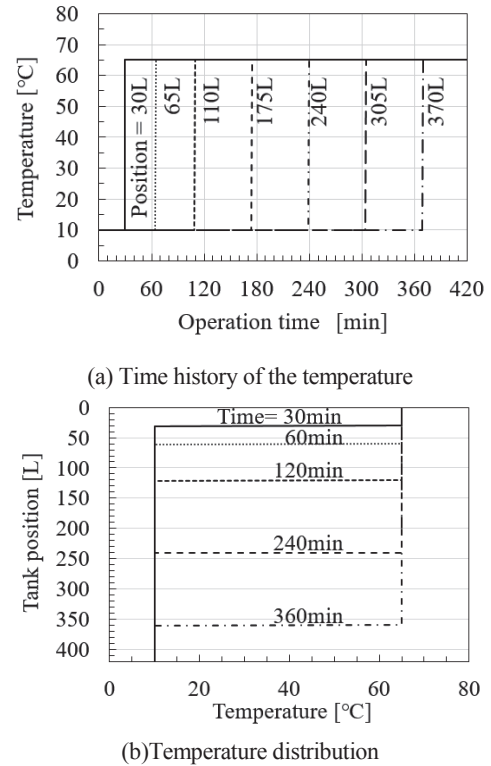 80
70
60
50
40
30
20
10
0
Temperature [℃]
Position = 30L
65L
110L
175L
240L
305L
370L
0 60 120 180 240 300 360 420
Operation time [min]
(a) Time history of the temperature
0
50
100
150
200
250
300
350
400
Tank position [L]
Time= 30min
60min
120min
240min
360min
0 20 40 60 80
Temperature [℃]
(b)Temperature distribution